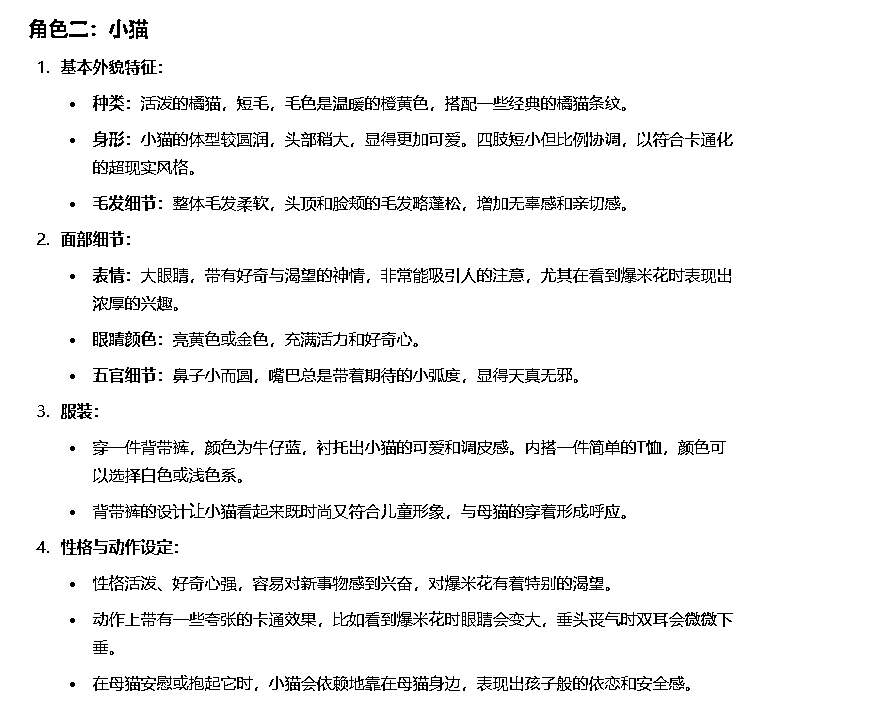 角色二：小猫
1. 基本外貌特征：
• 种类：活泼的橘猫，短毛，毛色是温暖的橙黄色，搭配一些经典的橘猫条纹。
• 身形：小猫的体型较圆润，头部稍大，显得更加可爱。四肢短小但比例协调，以符合卡通化
的超现实风格。
• 毛发细节：整体毛发柔软，头顶和脸颊的毛发略蓬松，增加无辜感和亲切感。
2. 面部细节：
• 表情：大眼睛，带有好奇与渴望的神情，非常能吸引人的注意，尤其在看到爆米花时表现出
浓厚的兴趣。
• 眼睛颜色：亮黄色或金色，充满活力和好奇心。
• 五官细节：鼻子小而圆，嘴巴总是带着期待的小弧度，显得天真无邪。
3. 服装：
• 穿一件背带裤，颜色为牛仔蓝，衬托出小猫的可爱和调皮感。内搭一件简单的T恤，颜色可
以选择白色或浅色系。
• 背带裤的设计让小猫看起来既时尚又符合儿童形象，与母猫的穿着形成呼应。
4. 性格与动作设定：
• 性格活泼、好奇心强，容易对新事物感到兴奋，对爆米花有着特别的渴望。
• 动作上带有一些夸张的卡通效果，比如看到爆米花时眼睛会变大，垂头丧气时双耳会微微下
垂。
• 在母猫安慰或抱起它时，小猫会依赖地靠在母猫身边，表现出孩子般的依恋和安全感。